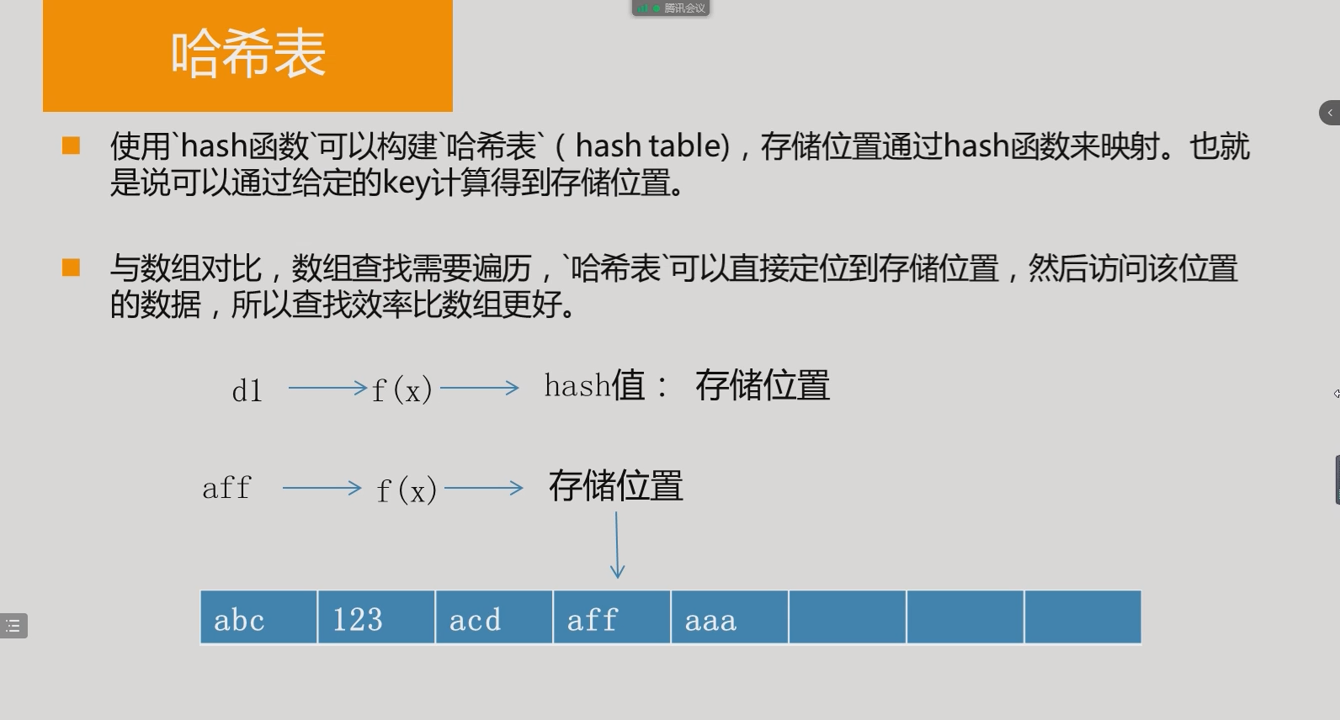 腾讯会议
哈希表
使用`hash函数`可以构建`哈希表`（hash table)，存储位置通过hash函数来映射。也就
是说可以通过给定的key计算得到存储位置。
与数组对比，数组查找需要遍历，`哈希表`可以直接定位到存储位置，然后访问该位置
的数据，所以查找效率比数组更好。
d1 f(x) hash值： 存储位置
aff f(x) 存储位置
abc 123 acd aff aaa